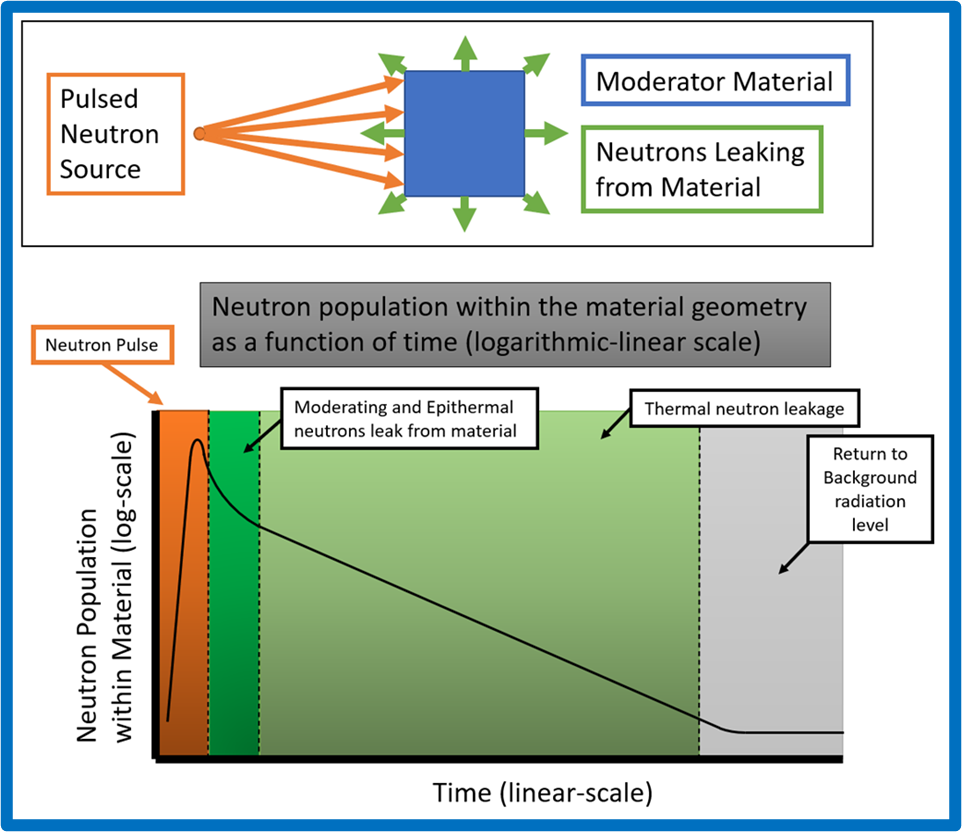 Pulsed
Neutron
Source
Moderator Material
Neutrons Leaking
from Material
Neutron population within the material geometry
as a function of time (logarithmic-linear scale)
Neutron Pulse
Moderating and Epithermal
neutrons leak from material
Thermal neutron leakage
Return to
Background
radiation
level
Neutron Population
within Material (log-scale)
Time (linear-scale)